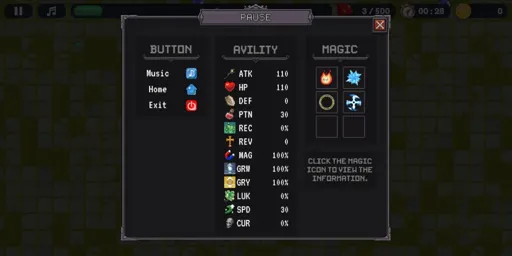 3/500
00:28
0
PAUSE
BUTTON
Music
Home
Exit
AVILITY
ATK 110
HP 110
DEF 0
PTN 30
REC 0%
REV 0
MAG 100%
GRW 100%
GRY 100%
LUK 0%
SPD 30
CUR 0%
MAGIC
CLICK THE MAGIC
ICON TO VIEW THE
INFORMATION.